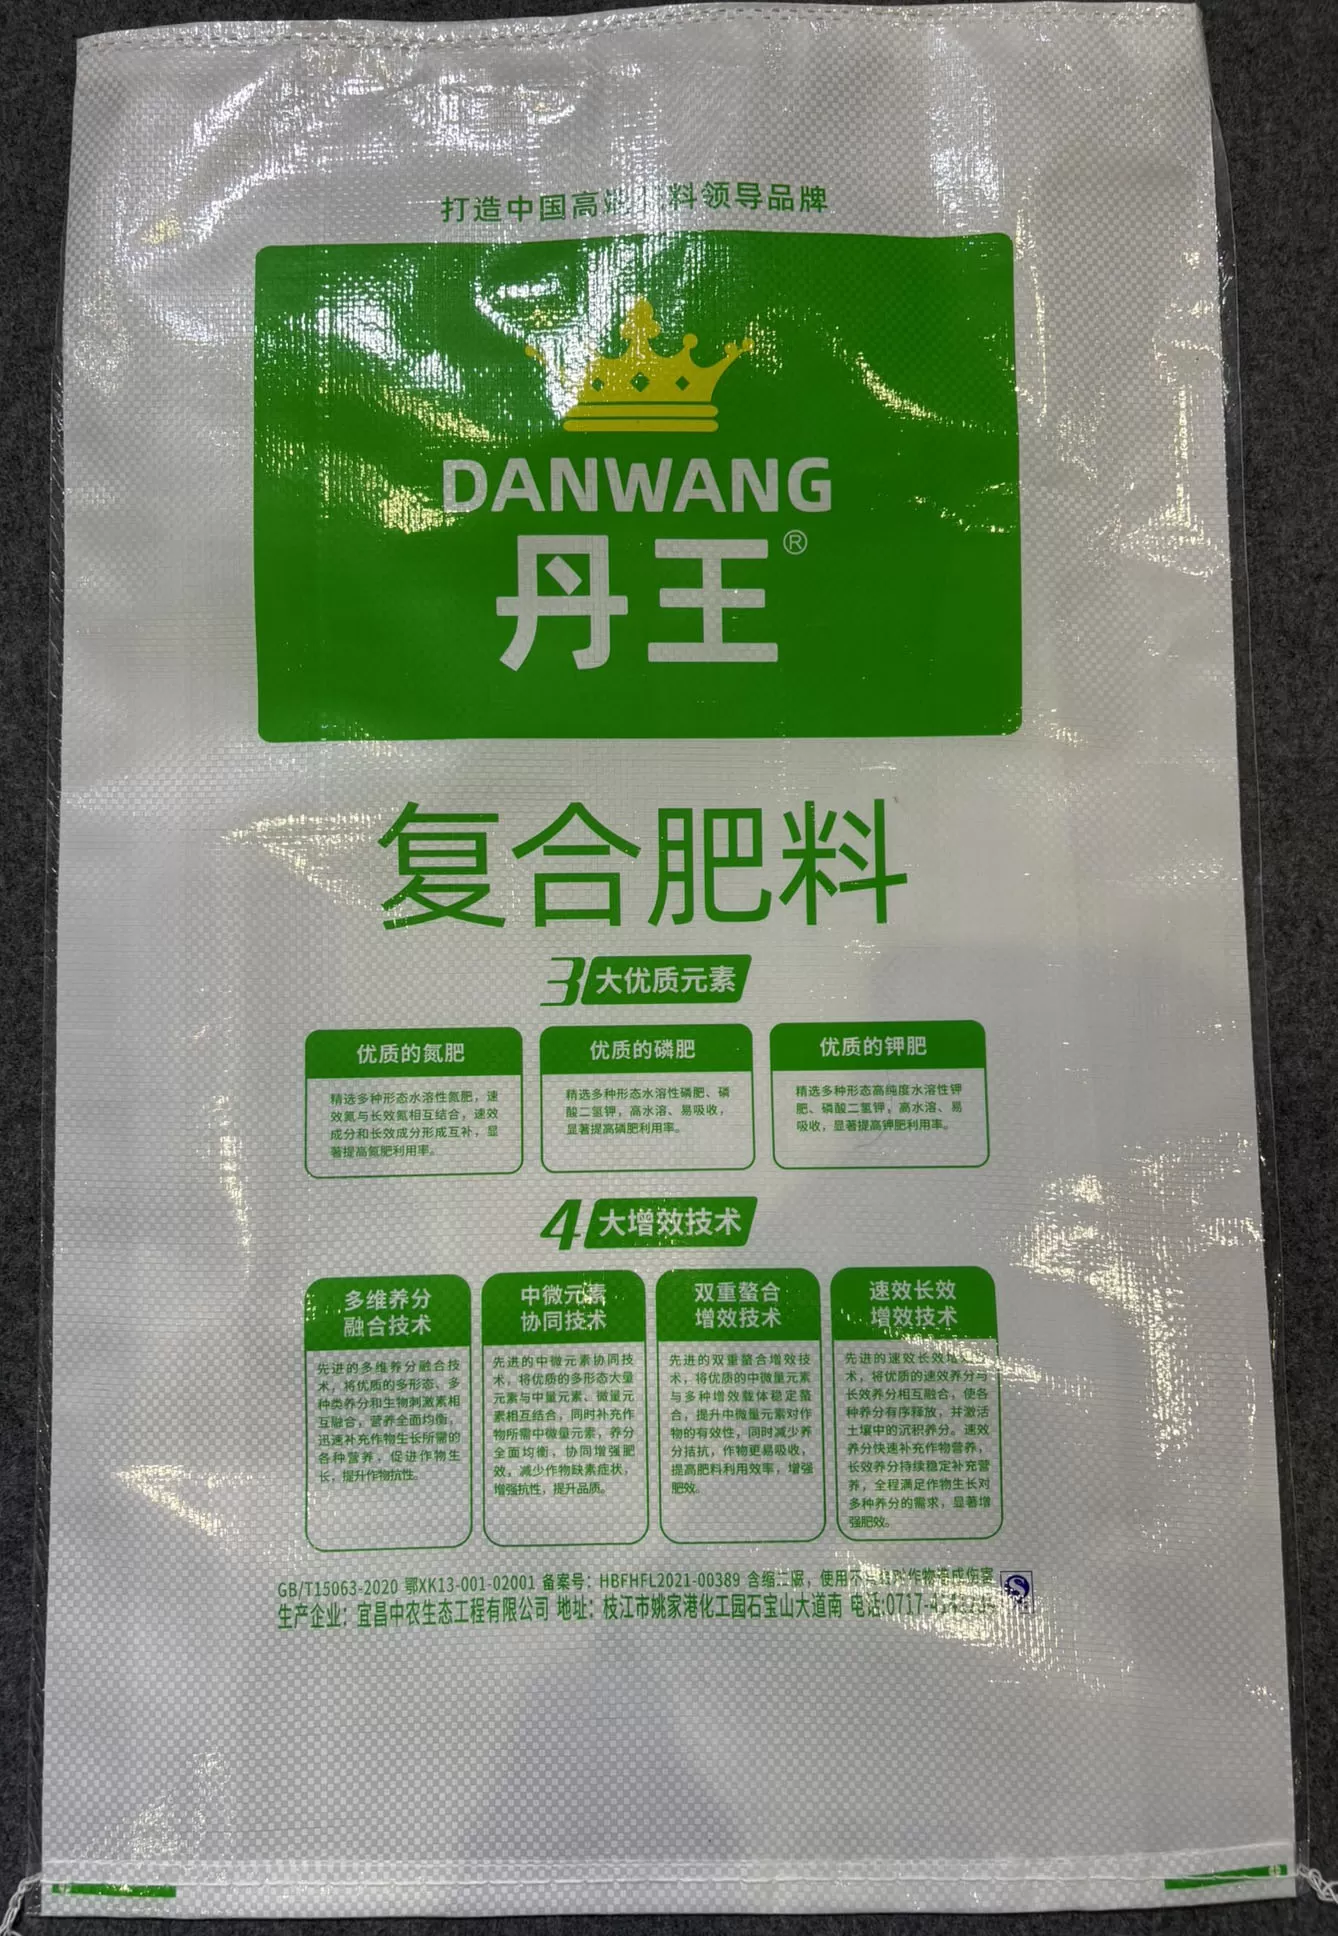 打造中国高端肥料领导品牌
DANWANG
丹王®
复合肥料
3大优质元素
优质的氮肥
精选多种形态水溶性氮肥，速
效氮与长效氮相互结合，速效
成分和长效成分形成互补，显
著提高氮肥利用率。
优质的磷肥
精选多种形态水溶性磷肥、磷
酸二氢钾，高水溶、易吸收，
显著提高磷肥利用率。
优质的钾肥
精选多种形态高纯度水溶性钾
肥、磷酸二氢钾，高水溶、易
吸收，显著提高钾肥利用率。
4大增效技术
多维养分
融合技术
先进的多维养分融合技
术，将优质的多形态、多
种类养分和生物刺激素相
互融合，营养全面均衡，
迅速补充作物生长所需的
各种营养，促进作物生
长，提升作物抗性。
中微元素
协同技术
先进的中微元素协同技
术，将优质的多形态大量
元素与中量元素、微量元
素相互结合，同时补充作
物所需中微量元素，养分
全面均衡，协同增强肥
效，减少作物缺素症状，
增强抗性，提升品质。
双重螯合
增效技术
先进的双重螯合增效技
术，将优质的中微量元素
与多种增效载体稳定螯
合，提升中微量元素对作
物的有效性，同时减少养
分拮抗，作物更易吸收，
提高肥料利用效率，增强
肥效。
速效长效
增效技术
先进的速效长效增效技
术，将优质的速效养分与
长效养分相互融合，使各
种养分有序释放，并激活
土壤中的沉积养分。速效
养分快速补充作物营养，
长效养分持续稳定补充营
养，全程满足作物生长对
多种养分的需求，显著增
强肥效。
GB/T15063-2020 鄂XK13-001-02001 备案号：HBFHFL2021-00389 含缩二脲，使用不当会对作物造成伤害
生产企业：宜昌中农生态工程有限公司 地址：枝江市姚家港化工园石宝山大道南 电话:0717-